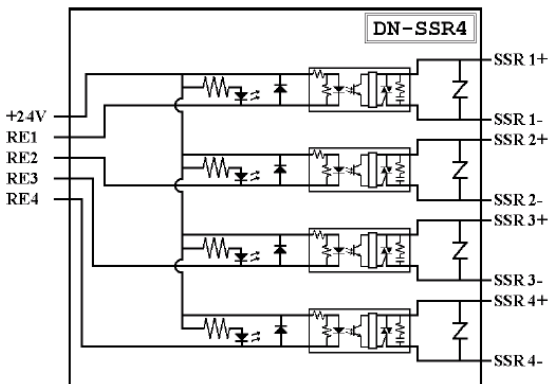 DN-SSR4
+24V
RE1
RE2
RE3
RE4
SSR 1+
SSR 1-
SSR 2+
SSR 2-
SSR 3+
SSR 3-
SSR 4+
SSR 4-